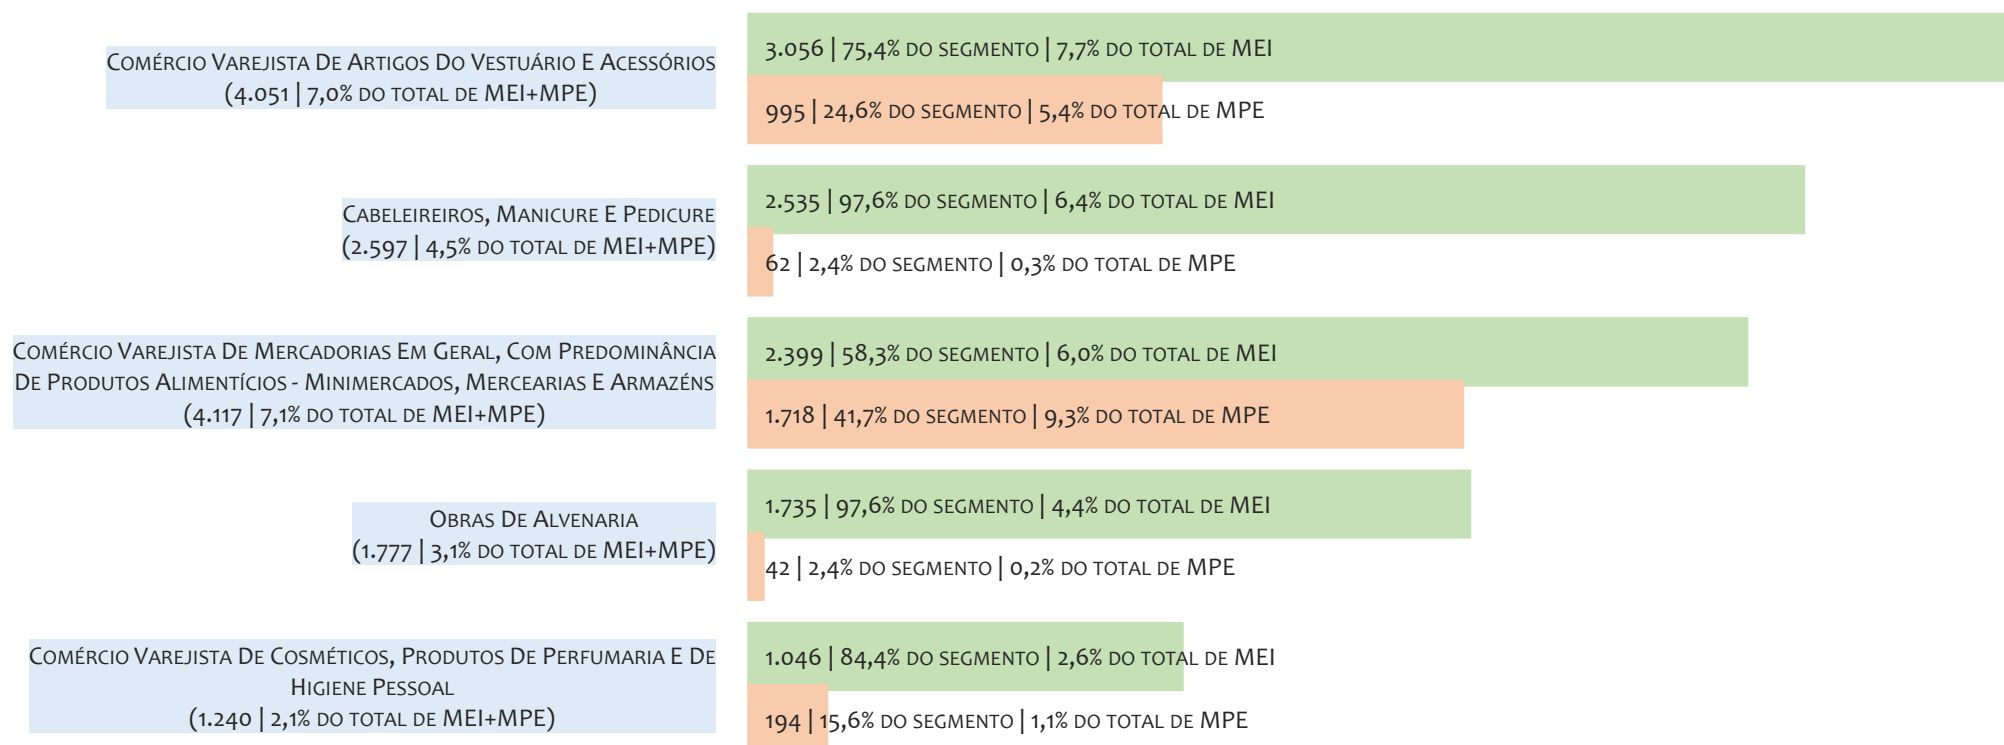 Comércio Varejista De Artigos Do Vestuário E Acessórios
(4.051 | 7,0% do total de MEI+MPE)
3.056 | 75,4% do segmento | 7,7% do total de MEI
995 | 24,6% do segmento | 5,4% do total de MPE
Cabeleireiros, Manicure E Pedicure
(2.597 | 4,5% do total de MEI+MPE)
2.535 | 97,6% do segmento | 6,4% do total de MEI
62 | 2,4% do segmento | 0,3% do total de MPE
Comércio Varejista De Mercadorias Em Geral, Com Predominância
De Produtos Alimentícios - Minimercados, Mercearias E Armazéns
(4.117 | 7,1% do total de MEI+MPE)
2.399 | 58,3% do segmento | 6,0% do total de MEI
1.718 | 41,7% do segmento | 9,3% do total de MPE
Obras De Alvenaria
(1.777 | 3,1% do total de MEI+MPE)
1.735 | 97,6% do segmento | 4,4% do total de MEI
42 | 2,4% do segmento | 0,2% do total de MPE
Comércio Varejista De Cosméticos, Produtos De Perfumaria E De
Higiene Pessoal
(1.240 | 2,1% do total de MEI+MPE)
1.046 | 84,4% do segmento | 2,6% do total de MEI
194 | 15,6% do segmento | 1,1% do total de MPE